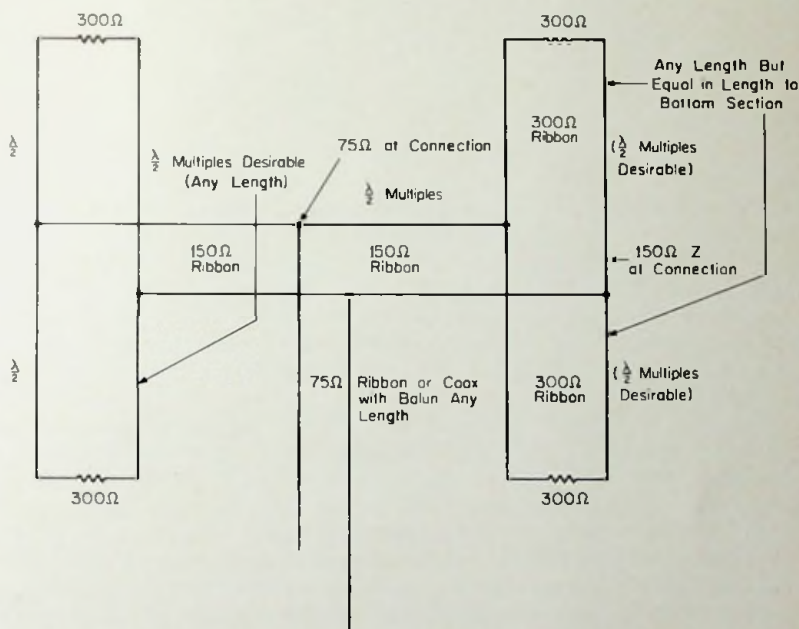 300Ω
300Ω
Any Length But
Equal in Length to
Bottom Section
300Ω
Ribbon
75Ω at Connection
λ/2
λ/2 Multiples Desirable
(Any Length)
λ/2 Multiples
(λ/2 Multiples
Desirable)
150Ω
Ribbon
150Ω
Ribbon
150Ω Z
at Connection
λ/2
75Ω
Ribbon or Coax
with Balun Any
Length
300Ω
Ribbon
(λ/2 Multiples
Desirable)
300Ω
300Ω